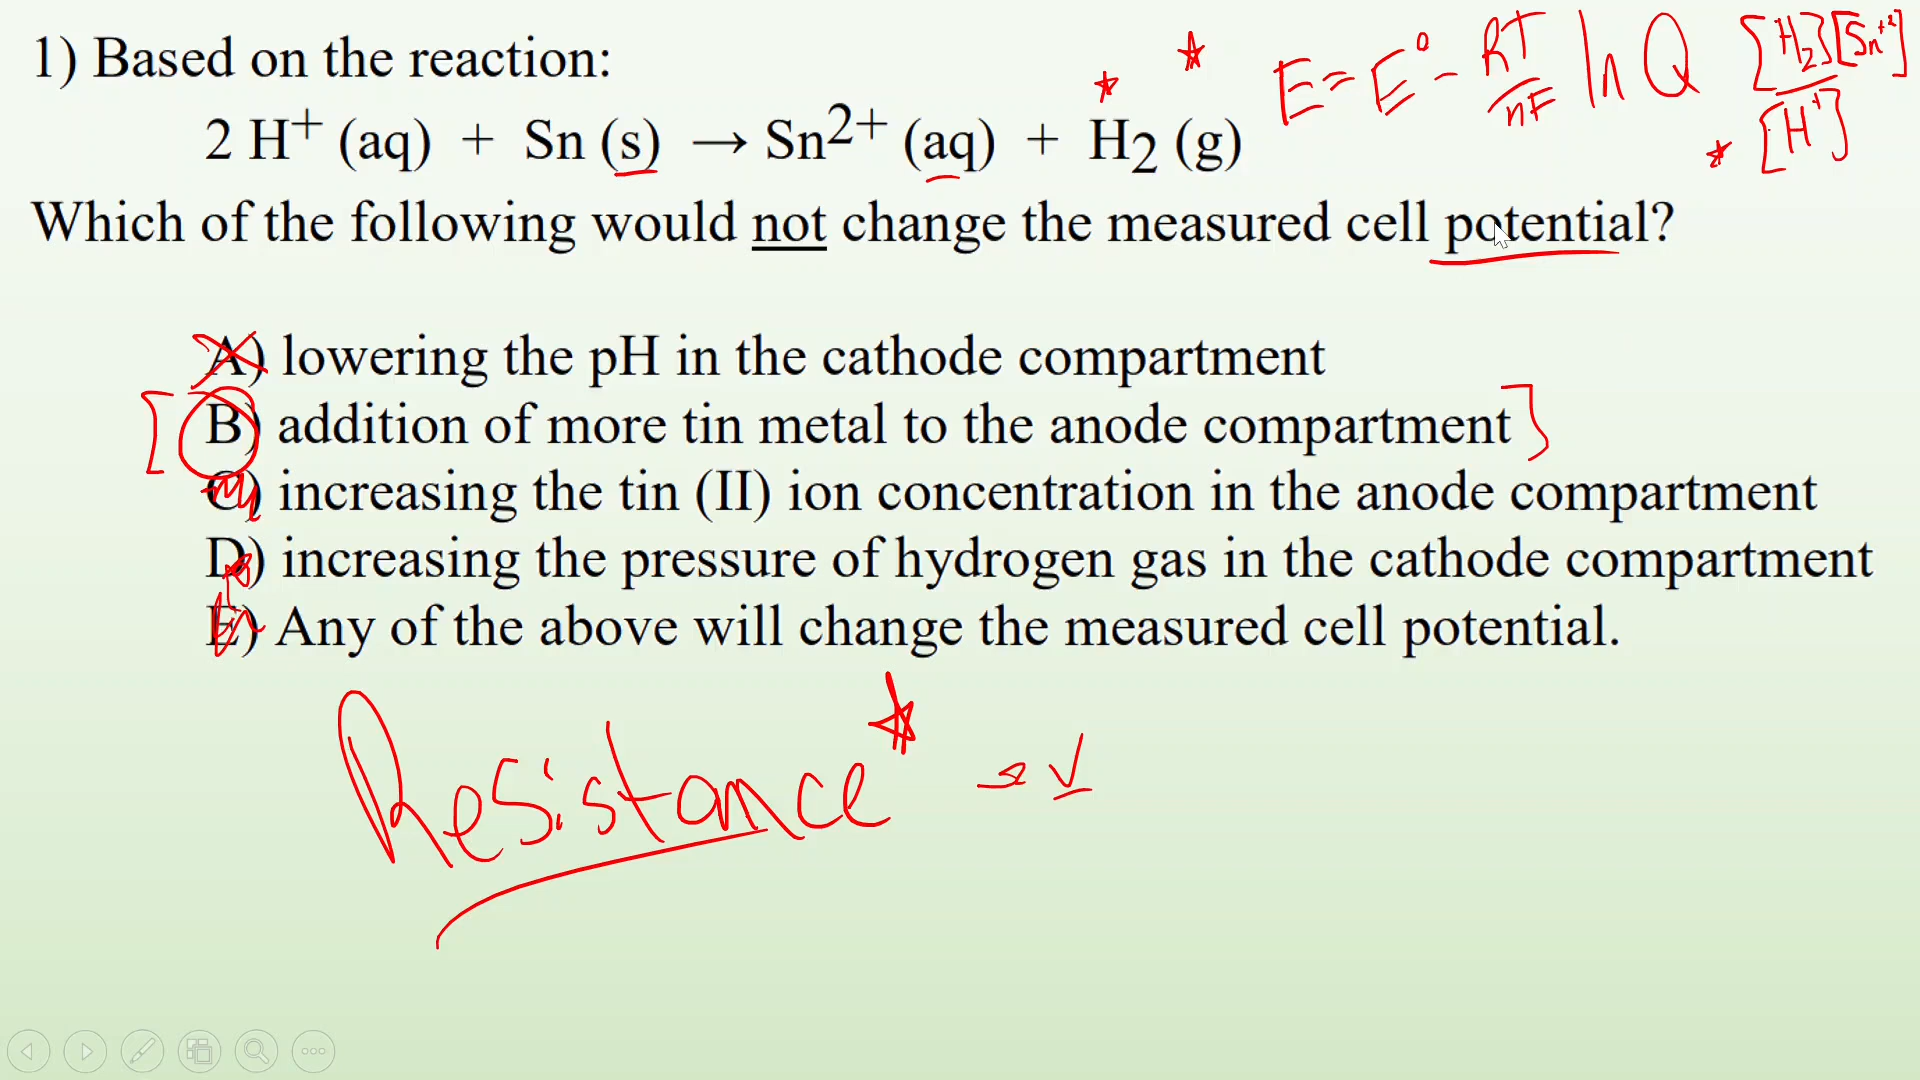 1) Based on the reaction:
E = E° - RT/nF ln Q [H2][Sn+2]/[H+]
2 H+ (aq) + Sn (s) → Sn2+ (aq) + H2 (g)
Which of the following would not change the measured cell potential?
A) lowering the pH in the cathode compartment
B) addition of more tin metal to the anode compartment
C) increasing the tin (II) ion concentration in the anode compartment
D) increasing the pressure of hydrogen gas in the cathode compartment
E) Any of the above will change the measured cell potential.
Resistance